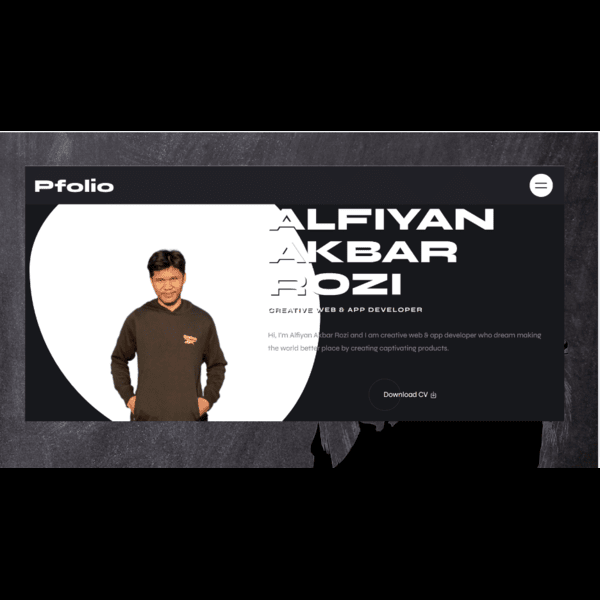 Pfolio
ALFIYAN
AKBAR
ROZI
CREATIVE WEB & APP DEVELOPER
Hi, I'm Alfiyan Akbar Rozi and I am creative web & app developer who dream making
the world better place by creating captivating products.
Download CV